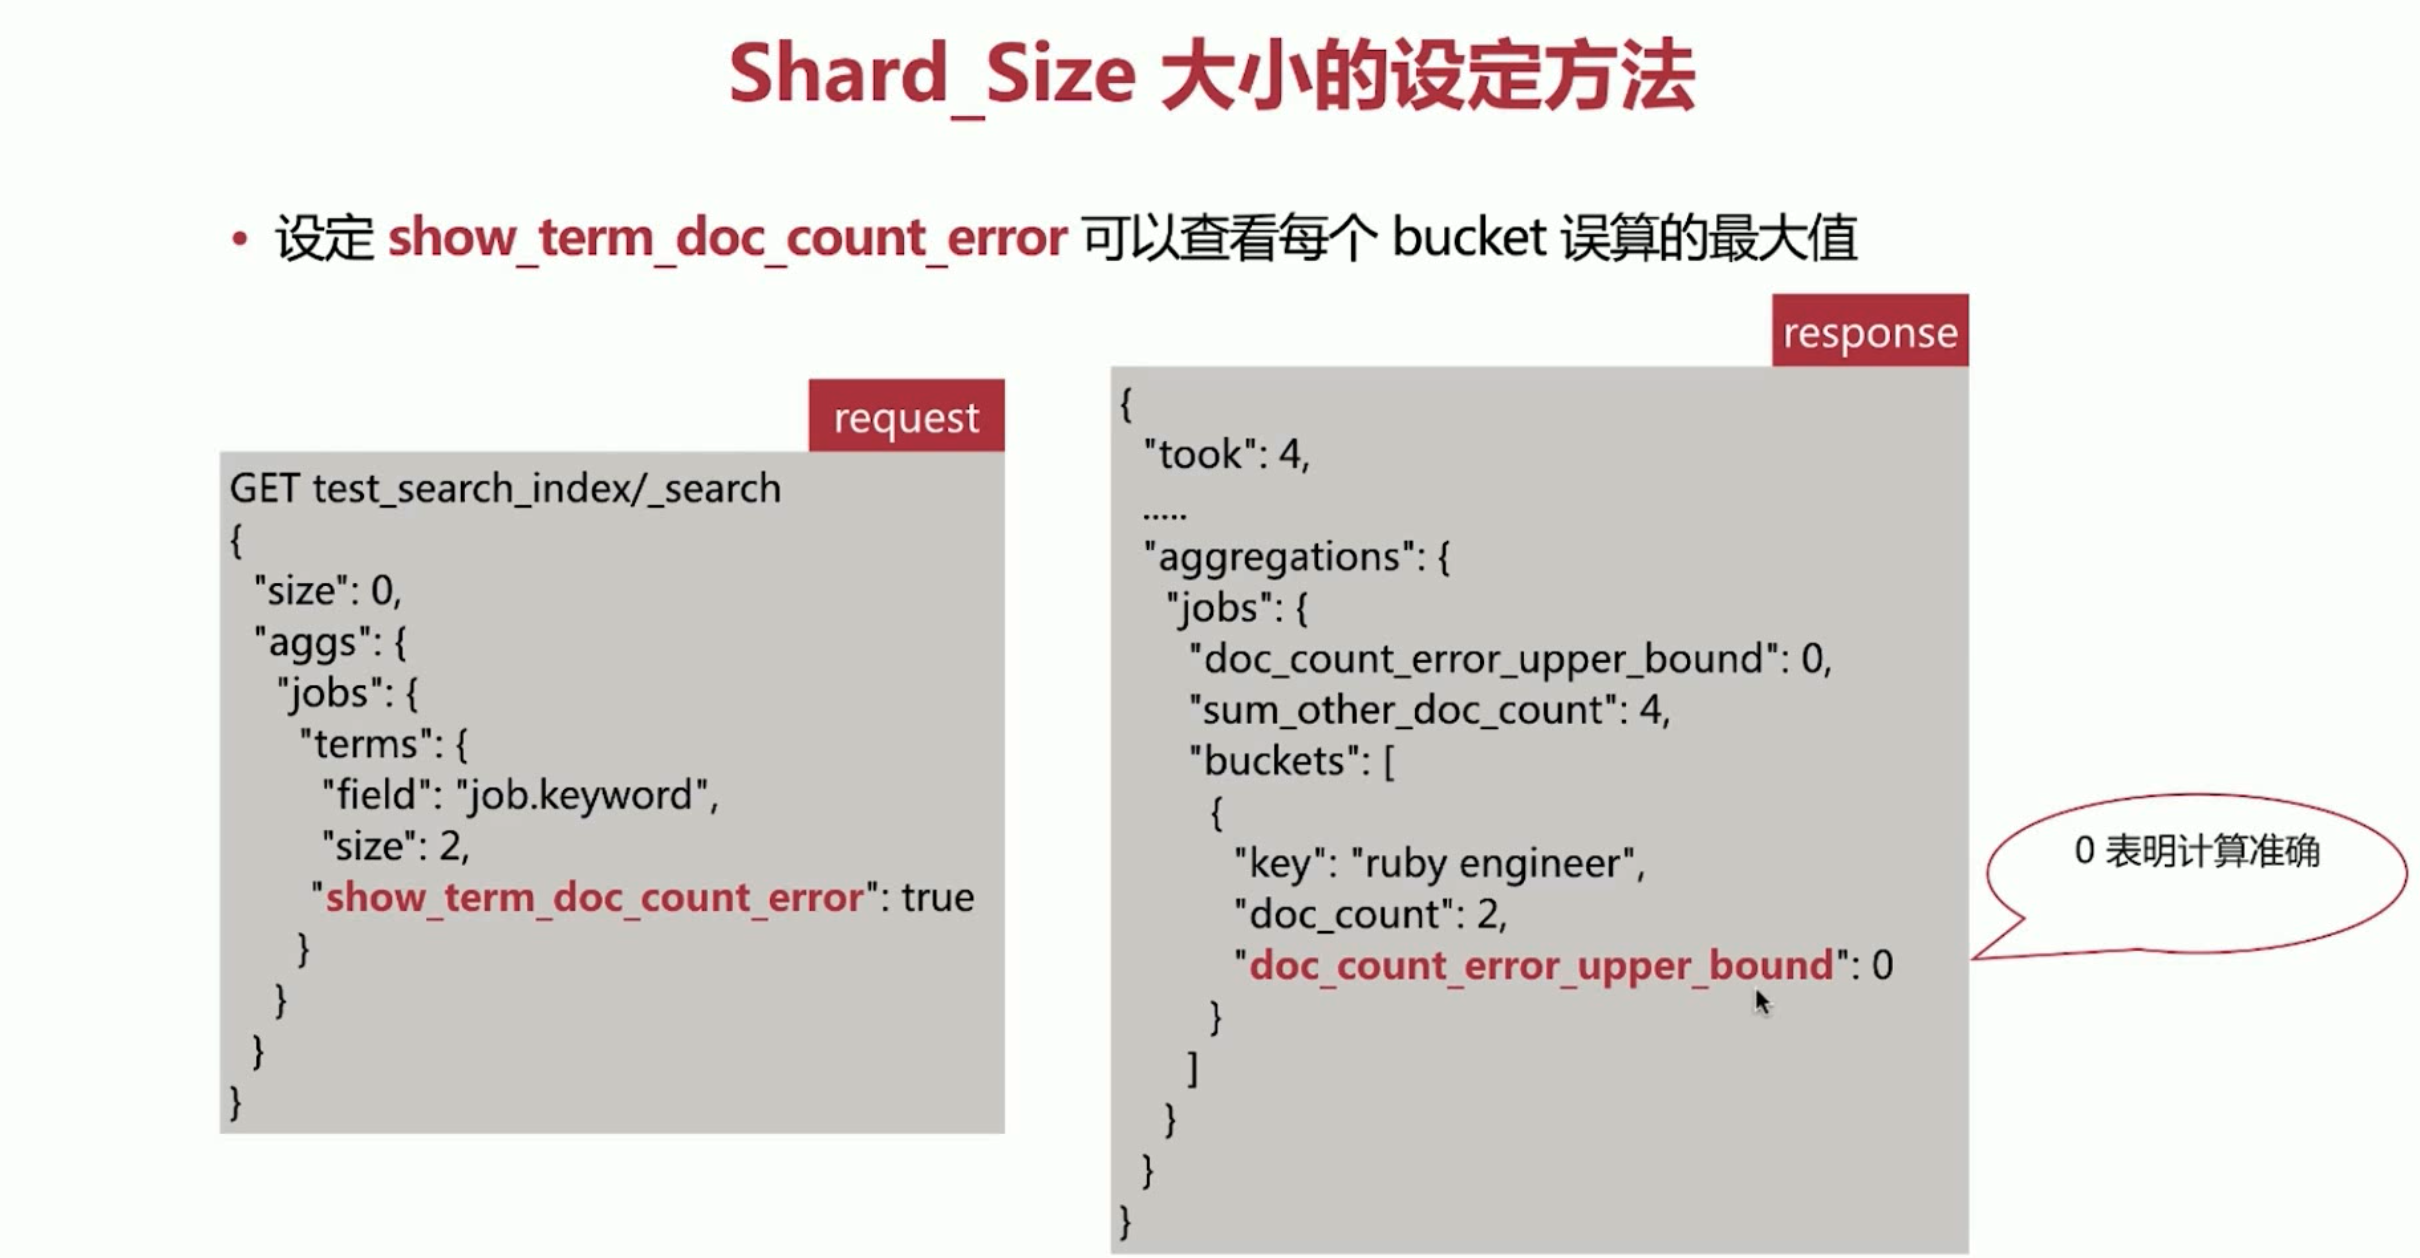 Shard_Size 大小的设定方法
• 设定 show_term_doc_count_error 可以查看每个 bucket 误算的最大值
request
GET test_search_index/_search
{
"size": 0,
"aggs": {
"jobs": {
"terms": {
"field": "job.keyword",
"size": 2,
"show_term_doc_count_error": true
}
}
}
}
response
{
"took": 4,
.....
"aggregations": {
"jobs": {
"doc_count_error_upper_bound": 0,
"sum_other_doc_count": 4,
"buckets": [
{
"key": "ruby engineer",
"doc_count": 2,
"doc_count_error_upper_bound": 0
}
]
}
}
}
0 表明计算准确